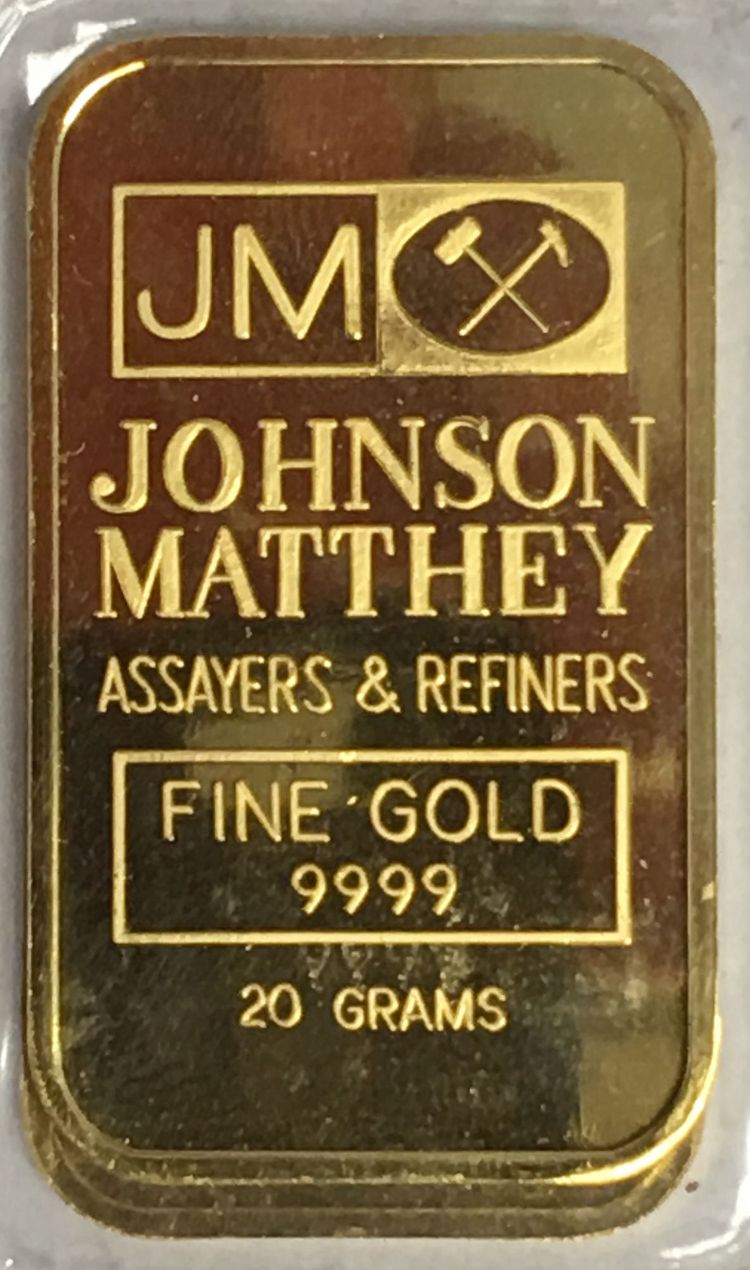 JM
JOHNSON
MATTHEY
ASSAYERS & REFINERS
FINE GOLD
9999
20 GRAMS